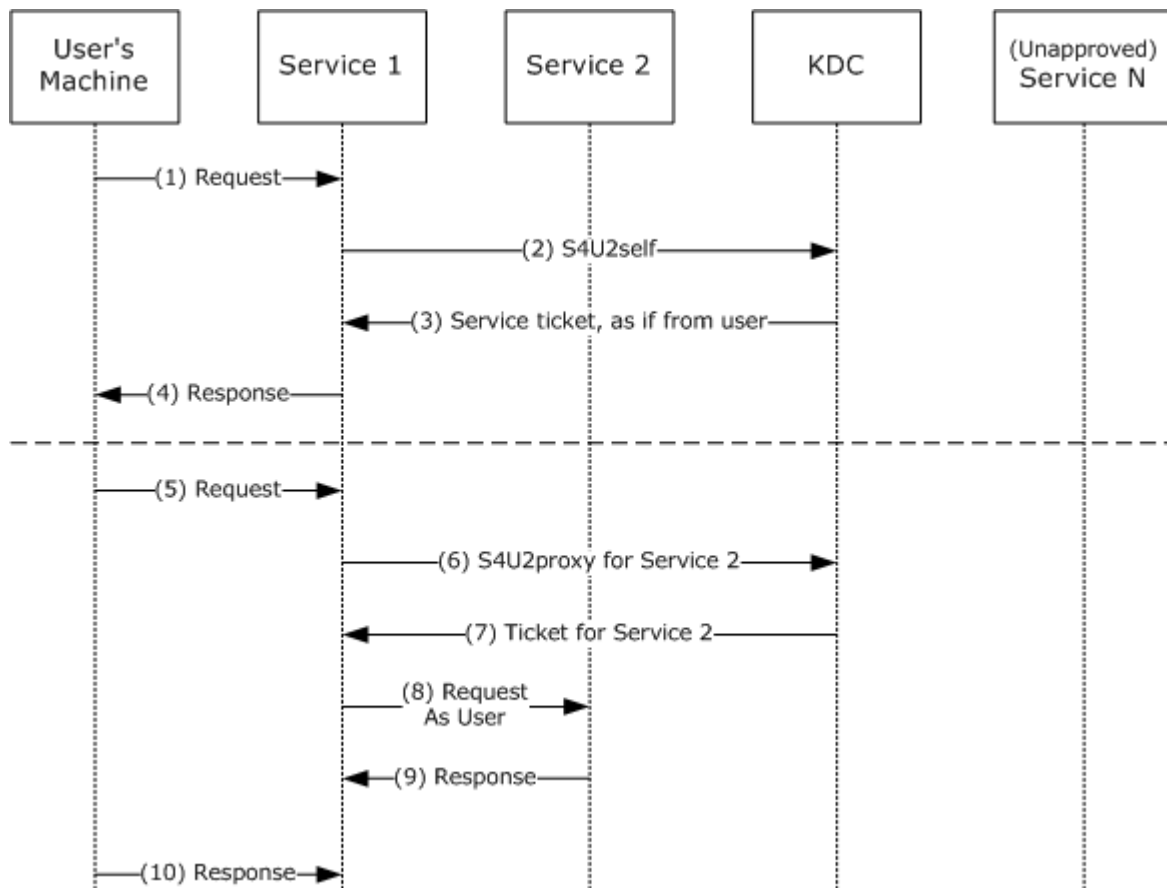 User's
Machine
Service 1
Service 2
KDC
(Unapproved)
Service N
(1) Request
(2) S4U2self
(3) Service ticket, as if from user
(4) Response
(5) Request
(6) S4U2proxy for Service 2
(7) Ticket for Service 2
(8) Request
As User
(9) Response
(10) Response